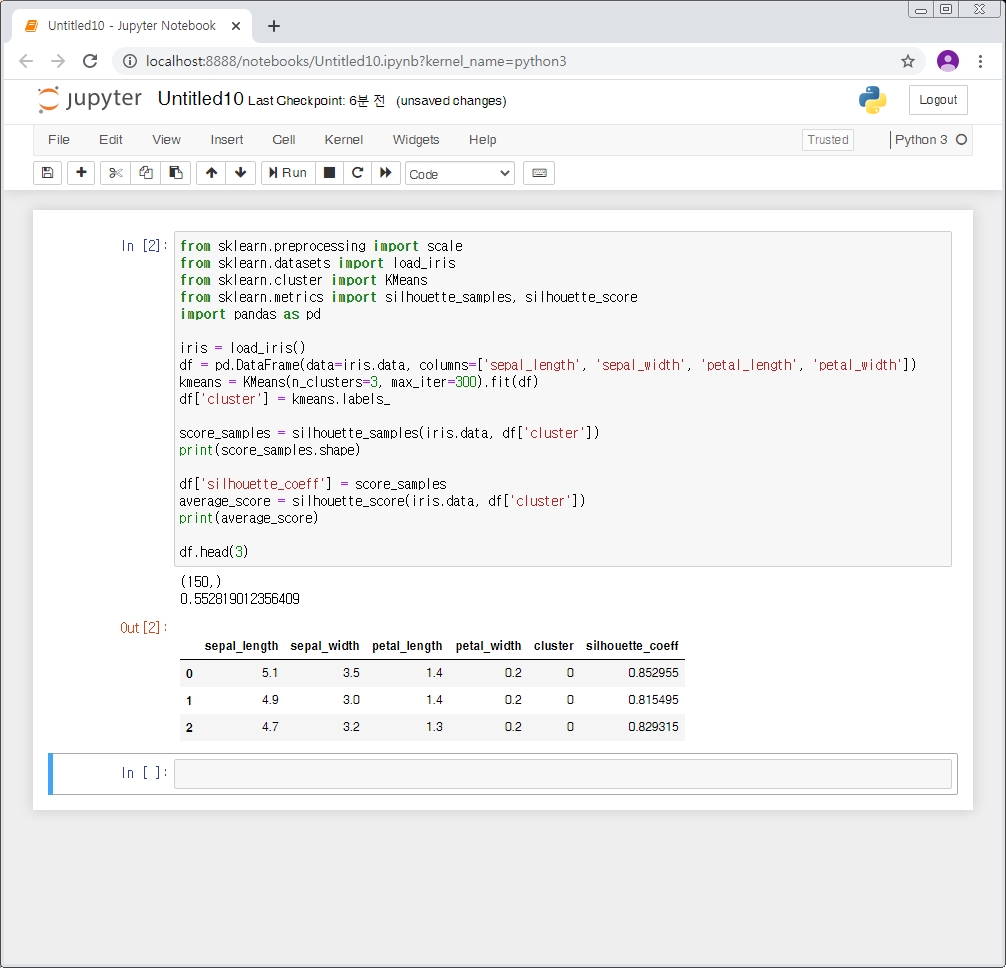 Untitled10 - Jupyter Notebook
localhost:8888/notebooks/Untitled10.ipynb?kernel_name=python3
jupyter Untitled10 Last Checkpoint: 6분 전 (unsaved changes) Logout
File Edit View Insert Cell Kernel Widgets Help Trusted Python 3
Run Code
In [2]:
from sklearn.preprocessing import scale
from sklearn.datasets import load_iris
from sklearn.cluster import KMeans
from sklearn.metrics import silhouette_samples, silhouette_score
import pandas as pd
iris = load_iris()
df = pd.DataFrame(data=iris.data, columns=['sepal_length', 'sepal_width', 'petal_length', 'petal_width'])
kmeans = KMeans(n_clusters=3, max_iter=300).fit(df)
df['cluster'] = kmeans.labels_
score_samples = silhouette_samples(iris.data, df['cluster'])
print(score_samples.shape)
df['silhouette_coeff'] = score_samples
average_score = silhouette_score(iris.data, df['cluster'])
print(average_score)
df.head(3)
(150,)
0.552819012356409
Out[2]:
sepal_length sepal_width petal_length petal_width cluster silhouette_coeff
0 5.1 3.5 1.4 0.2 0 0.852955
1 4.9 3.0 1.4 0.2 0 0.815495
2 4.7 3.2 1.3 0.2 0 0.829315
In [ ]: